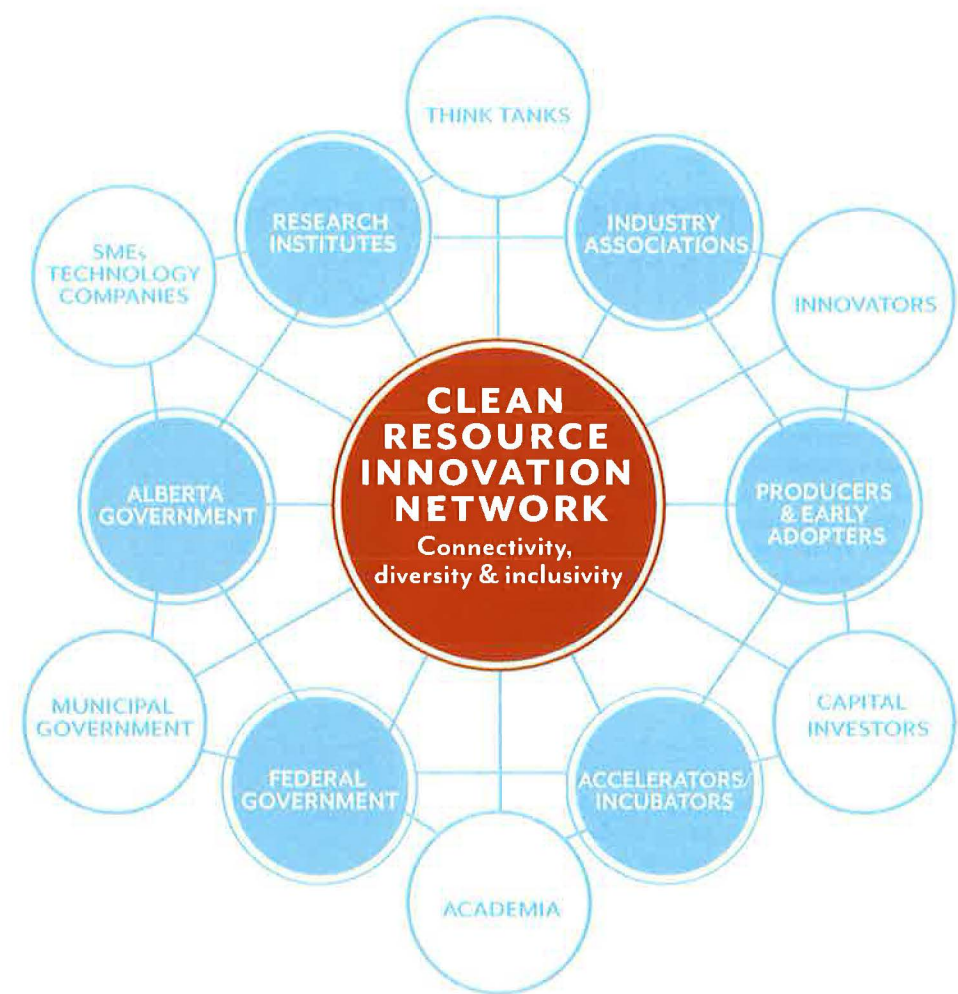 THINK TANKS
RESEARCH
INSTITUTES
INDUSTRY
ASSOCIATIONS
SMEs
TECHNOLOGY
COMPANIES
INNOVATORS
CLEAN
RESOURCE
INNOVATION
NETWORK
Connectivity,
diversity & inclusivity
ALBERTA
GOVERNMENT
PRODUCERS
& EARLY
ADOPTERS
MUNICIPAL
GOVERNMENT
CAPITAL
INVESTORS
FEDERAL
GOVERNMENT
ACCELERATORS/
INCUBATORS
ACADEMIA